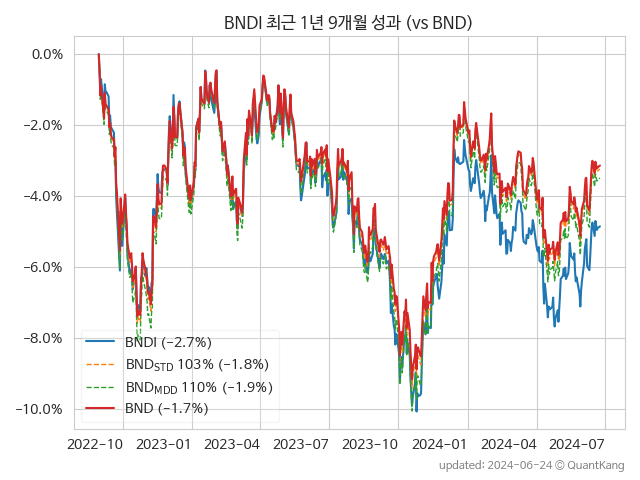 BNDI 최근 1년 9개월 성과 (vs BND)
0.0%
−2.0%
−4.0%
−6.0%
−8.0%
−10.0%
BNDI (−2.7%)
BND_STD 103% (−1.8%)
BND_MDD 110% (−1.9%)
BND (−1.7%)
2022-10 2023-01 2023-04 2023-07 2023-10 2024-01 2024-04 2024-07
updated: 2024-06-24 © QuantKang